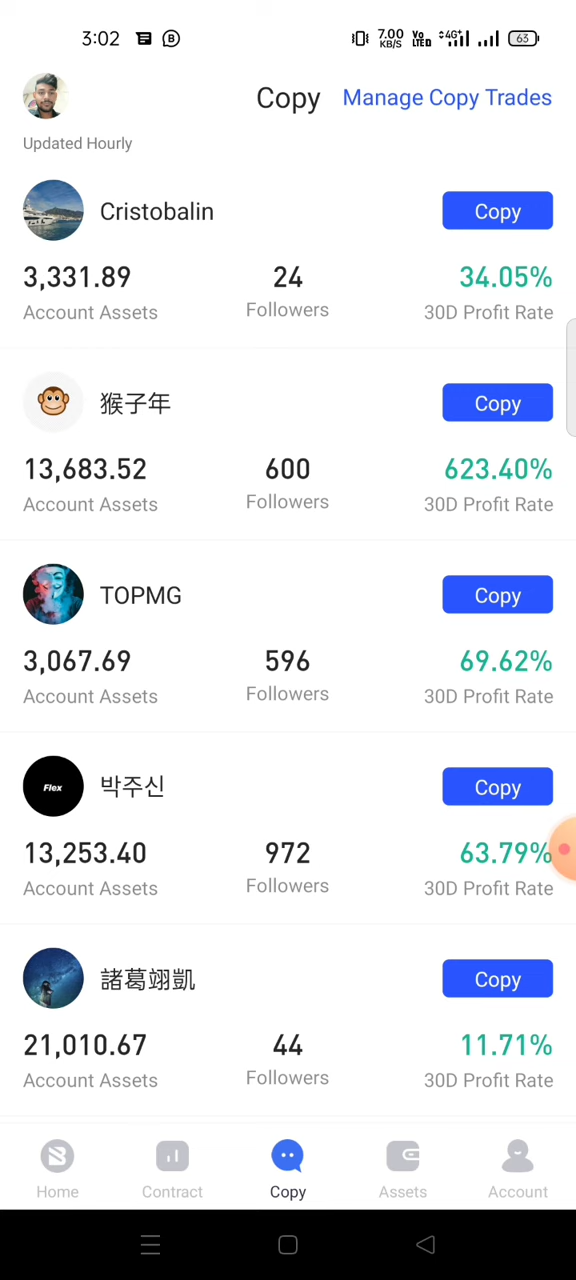 3:02 7.00 KB/S Vo LTED 4G+ 63
Copy Manage Copy Trades
Updated Hourly
Cristobalin Copy
3,331.89 24 34.05%
Account Assets Followers 30D Profit Rate
猴子年 Copy
13,683.52 600 623.40%
Account Assets Followers 30D Profit Rate
TOPMG Copy
3,067.69 596 69.62%
Account Assets Followers 30D Profit Rate
Flex 박주신 Copy
13,253.40 972 63.79%
Account Assets Followers 30D Profit Rate
諸葛翊凱 Copy
21,010.67 44 11.71%
Account Assets Followers 30D Profit Rate
Home Contract Copy Assets Account